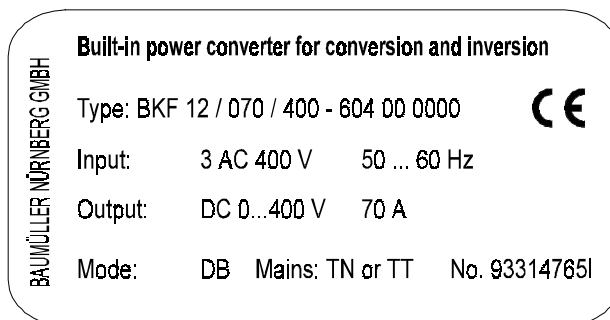 BAUMÜLLER NÜRNBERG GMBH
Built-in power converter for conversion and inversion
Type: BKF 12 / 070 / 400 - 604 00 0000 CE
Input: 3 AC 400 V 50 ... 60 Hz
Output: DC 0...400 V 70 A
Mode: DB Mains: TN or TT No. 93314765I